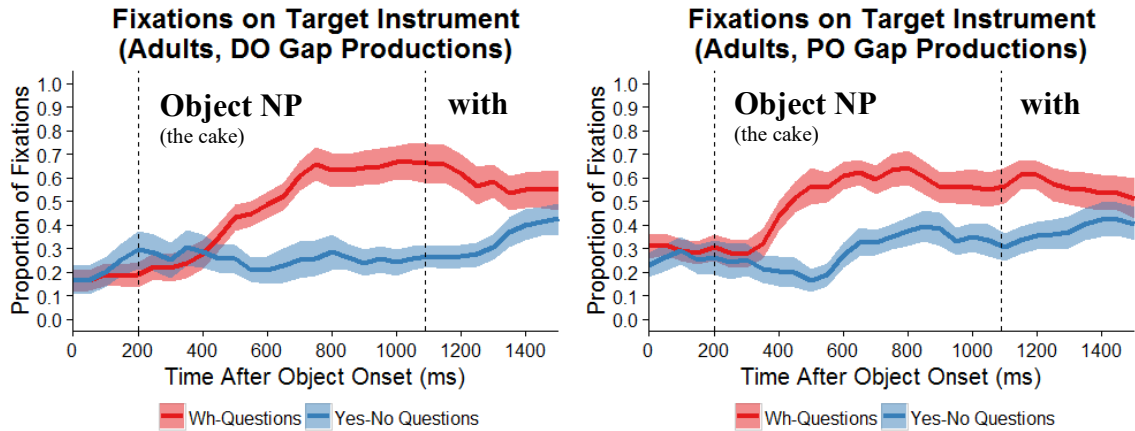 Fixations on Target Instrument
(Adults, DO Gap Productions)
Proportion of Fixations
1.0
0.9
0.8
0.7
0.6
0.5
0.4
0.3
0.2
0.1
0.0
Object NP
(the cake)
with
0 200 400 600 800 1000 1200 1400
Time After Object Onset (ms)
Wh-Questions Yes-No Questions
Fixations on Target Instrument
(Adults, PO Gap Productions)
Proportion of Fixations
1.0
0.9
0.8
0.7
0.6
0.5
0.4
0.3
0.2
0.1
0.0
Object NP
(the cake)
with
0 200 400 600 800 1000 1200 1400
Time After Object Onset (ms)
Wh-Questions Yes-No Questions